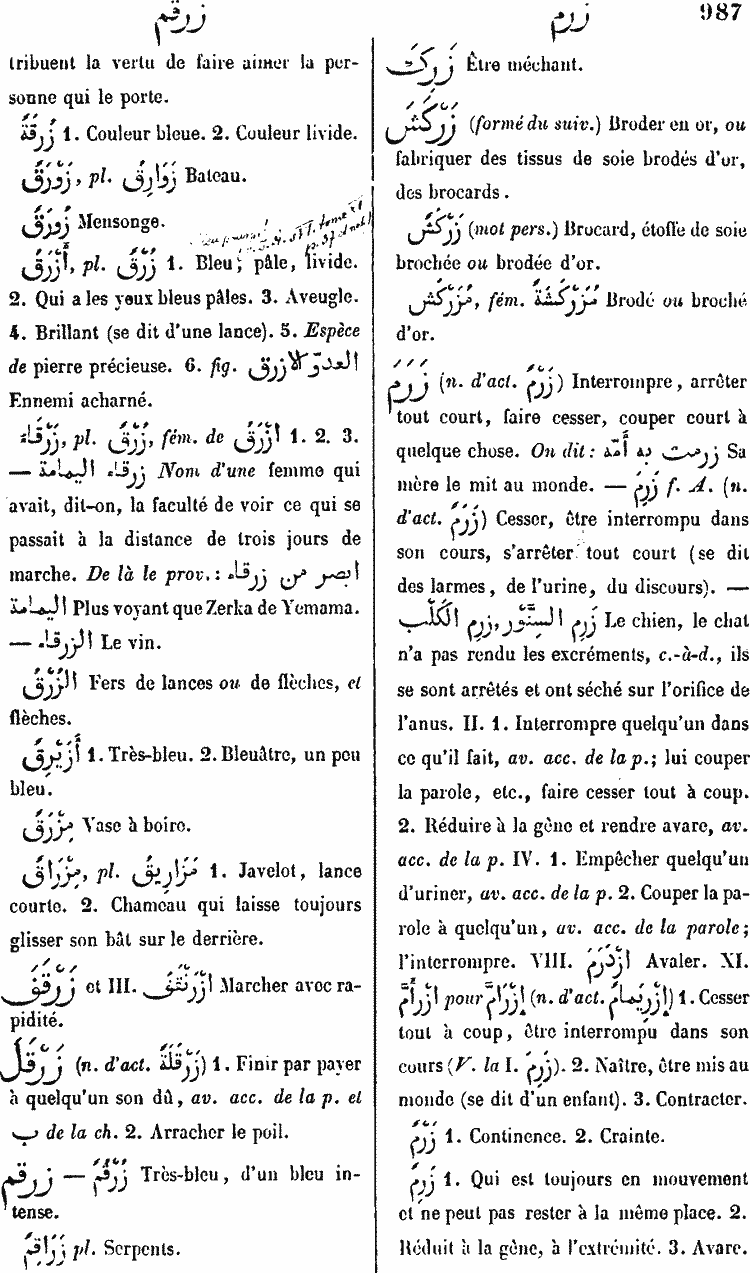 زرقم
زرم
987
tribuent la vertu de faire aimer la per-
sonne qui le porte.
زُرْقَةٌ 1. Couleur bleue. 2. Couleur livide.
زَوْرَقٌ, pl. زَوَارِقُ Bateau.
زُورَقٌ Mensonge.
أَزْرَقُ, pl. زُرْقٌ 1. Bleu; pâle, livide.
2. Qui a les yeux bleus pâles. 3. Aveugle.
4. Brillant (se dit d'une lance). 5. Espèce
de pierre précieuse. 6. fig. العدوّ الازرق
Ennemi acharné.
زَرْقَاءُ, pl. زُرْقٌ, fém. de ازْرَقُ 1. 2. 3.
— زرقاء اليمامة Nom d'une femme qui
avait, dit-on, la faculté de voir ce qui se
passait à la distance de trois jours de
marche. De là le prov.: ابصر من زرقاء
اليمامة Plus voyant que Zerka de Yemama.
— الزرقاء Le vin.
الزُّرْقُ Fers de lances ou de flèches, et
flèches.
أُزَيْرِقُ 1. Très-bleu. 2. Bleuâtre, un peu
bleu.
مِزْرَقٌ Vase à boire.
مِزْرَاقٌ, pl. مَزَارِيقُ 1. Javelot, lance
courte. 2. Chameau qui laisse toujours
glisser son bât sur le derrière.
زَرْقَفَ et III. ازْرَنْقَفَ Marcher avec ra-
pidité.
زَرْقَلَ (n. d'act. زَرْقَلَةٌ) 1. Finir par payer
à quelqu'un son dû, av. acc. de la p. et
ب de la ch. 2. Arracher le poil.
زرقم — زُرْقُمٌ Très-bleu, d'un bleu in-
tense.
زَرَاقِمُ pl. Serpents.
زَرِكَ Être méchant.
زَرْكَشَ (formé du suiv.) Broder en or, ou
fabriquer des tissus de soie brodés d'or,
des brocards.
زَرْكَشٌ (mot pers.) Brocard, étoffe de soie
brochée ou brodée d'or.
مُزَرْكَشٌ, fém. مُزَرْكَشَةٌ Brodé ou broché
d'or.
زَرَمَ (n. d'act. زَرْمٌ) Interrompre, arrêter
tout court, faire cesser, couper court à
quelque chose. On dit: زرمت به أمّه Sa
mère le mit au monde. — زَرِمَ f. A. (n.
d'act. زَرَمٌ) Cesser, être interrompu dans
son cours, s'arrêter tout court (se dit
des larmes, de l'urine, du discours). —
زَرِم السِنَّوْر, زرِم الكَلْب Le chien, le chat
n'a pas rendu les excréments, c.-à-d., ils
se sont arrêtés et ont séché sur l'orifice de
l'anus. II. 1. Interrompre quelqu'un dans
ce qu'il fait, av. acc. de la p.; lui couper
la parole, etc., faire cesser tout à coup.
2. Réduire à la gêne et rendre avare, av.
acc. de la p. IV. 1. Empêcher quelqu'un
d'uriner, av. acc. de la p. 2. Couper la pa-
role à quelqu'un, av. acc. de la parole;
l'interrompre. VIII. ازْدَرَمَ Avaler. XI.
ازْرَأَمَّ pour إزْرَامَّ (n. d'act. إزْرِيمَامٌ) 1. Cesser
tout à coup, être interrompu dans son
cours (V. la I. زَرِمَ). 2. Naître, être mis au
monde (se dit d'un enfant). 3. Contracter.
زَرْمٌ 1. Continence. 2. Crainte.
زَرِمٌ 1. Qui est toujours en mouvement
et ne peut pas rester à la même place. 2.
Réduit à la gêne, à l'extrémité. 3. Avare.